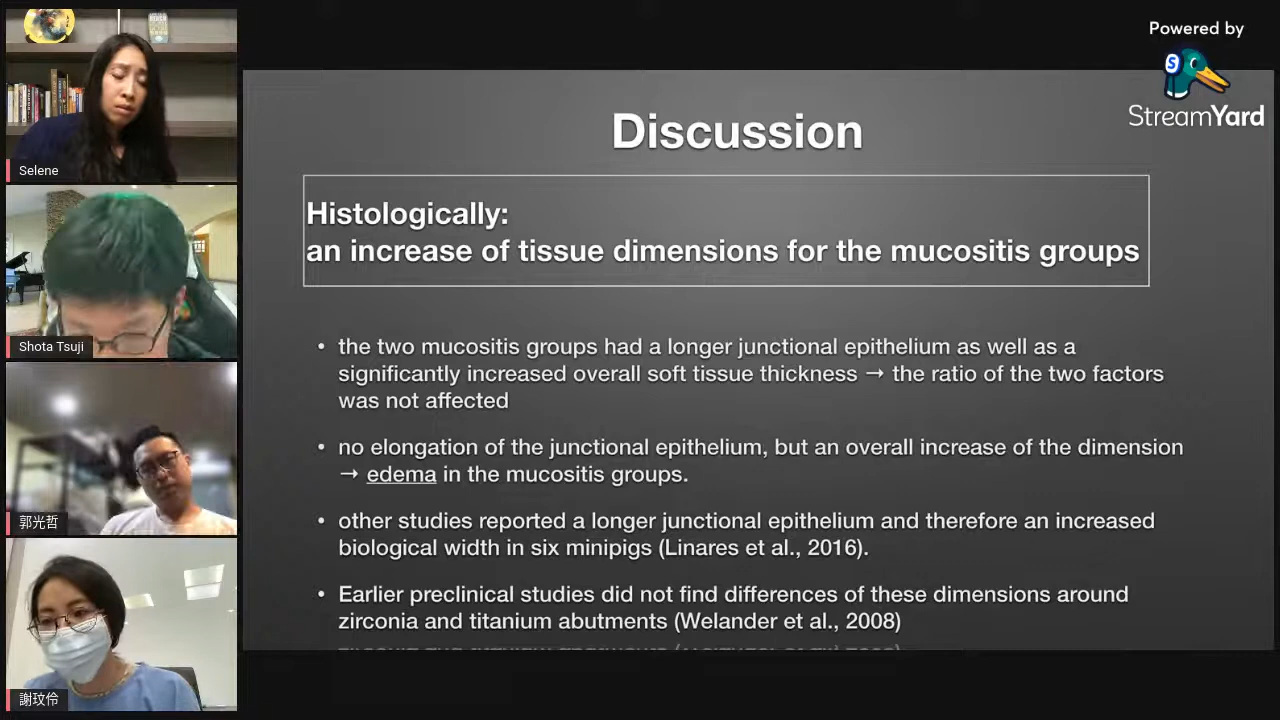 Powered by
StreamYard
Selene
Shota Tsuji
郭光哲
謝玟伶
Discussion
Histologically:
an increase of tissue dimensions for the mucositis groups
• the two mucositis groups had a longer junctional epithelium as well as a
significantly increased overall soft tissue thickness → the ratio of the two factors
was not affected
• no elongation of the junctional epithelium, but an overall increase of the dimension
→ edema in the mucositis groups.
• other studies reported a longer junctional epithelium and therefore an increased
biological width in six minipigs (Linares et al., 2016).
• Earlier preclinical studies did not find differences of these dimensions around
zirconia and titanium abutments (Welander et al., 2008)